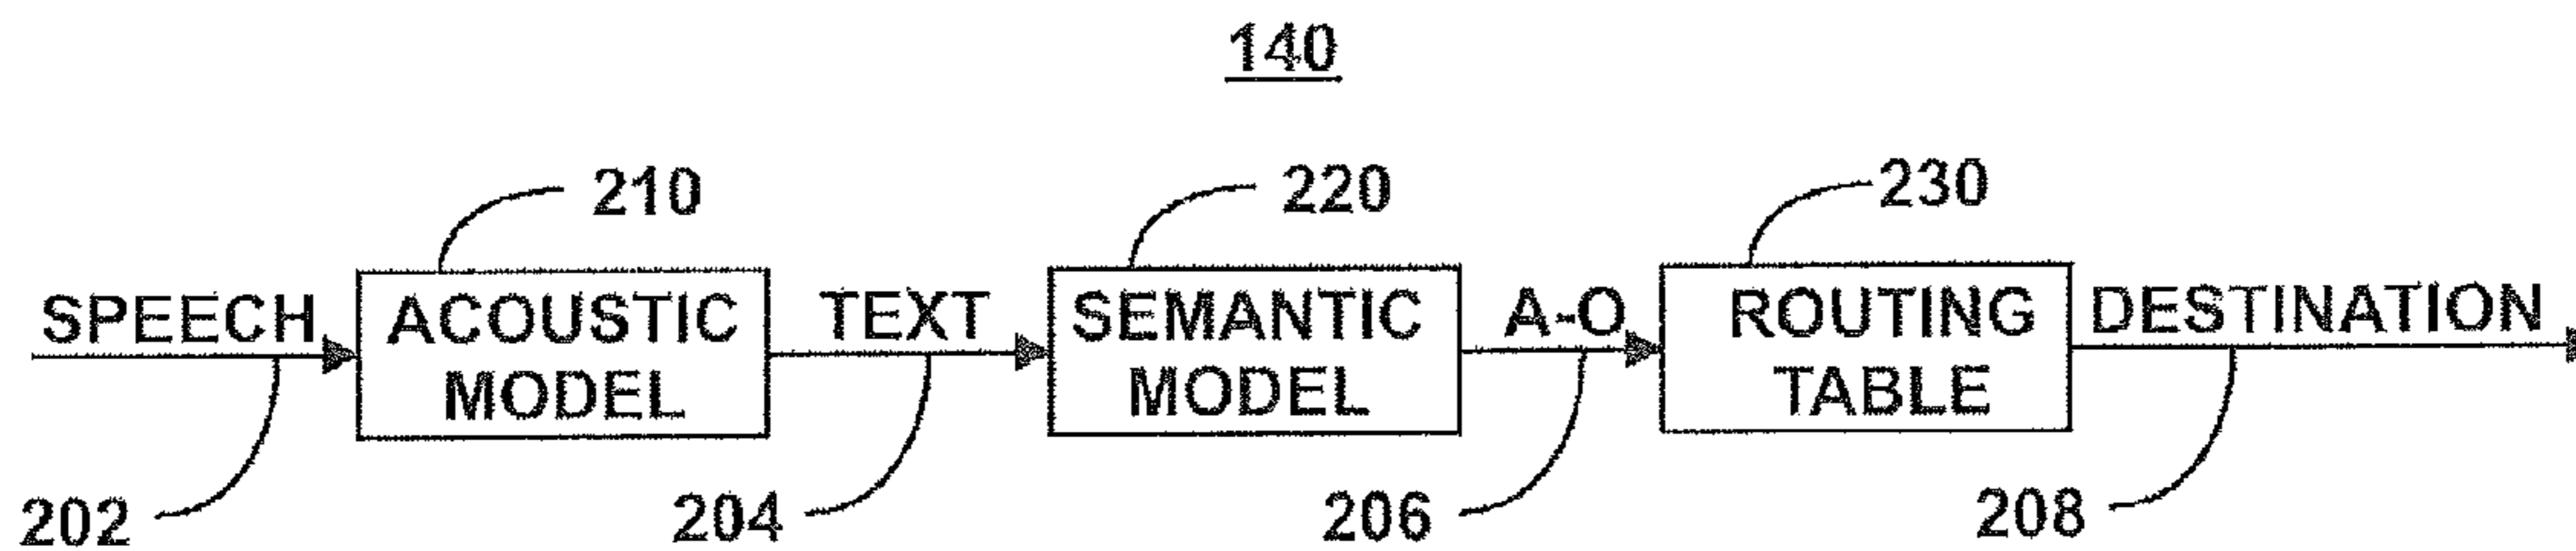 140
210
220
230
SPEECH
ACOUSTIC
MODEL
TEXT
SEMANTIC
MODEL
A-O
ROUTING
TABLE
DESTINATION
202
204
206
208